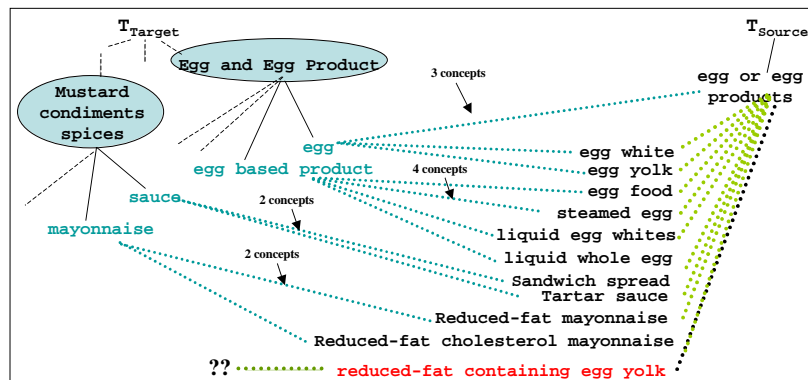 T Target
T Source
Egg and Egg Product
egg or egg
products
3 concepts
Mustard
condiments
spices
egg
egg white
egg based product
egg yolk
4 concepts
egg food
sauce
2 concepts
steamed egg
mayonnaise
liquid egg whites
liquid whole egg
2 concepts
Sandwich spread
Tartar sauce
Reduced-fat mayonnaise
Reduced-fat cholesterol mayonnaise
?? reduced-fat containing egg yolk